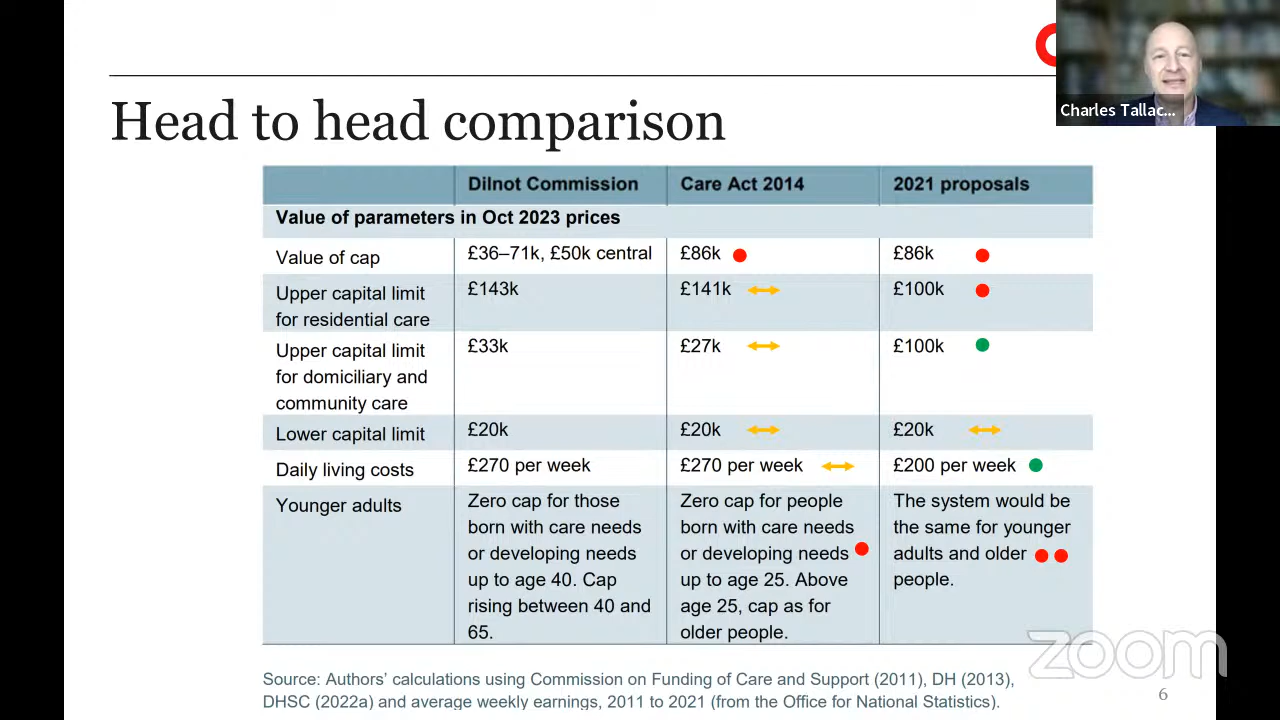 Charles Tallac...
Head to head comparison
Dilnot Commission
Care Act 2014
2021 proposals
Value of parameters in Oct 2023 prices
Value of cap
£36–71k, £50k central
£86k
£86k
Upper capital limit
for residential care
£143k
£141k
£100k
Upper capital limit
for domiciliary and
community care
£33k
£27k
£100k
Lower capital limit
£20k
£20k
£20k
Daily living costs
£270 per week
£270 per week
£200 per week
Younger adults
Zero cap for those
born with care needs
or developing needs
up to age 40. Cap
rising between 40 and
65.
Zero cap for people
born with care needs
or developing needs
up to age 25. Above
age 25, cap as for
older people.
The system would be
the same for younger
adults and older
people.
zoom
Source: Authors' calculations using Commission on Funding of Care and Support (2011), DH (2013),
DHSC (2022a) and average weekly earnings, 2011 to 2021 (from the Office for National Statistics).
6